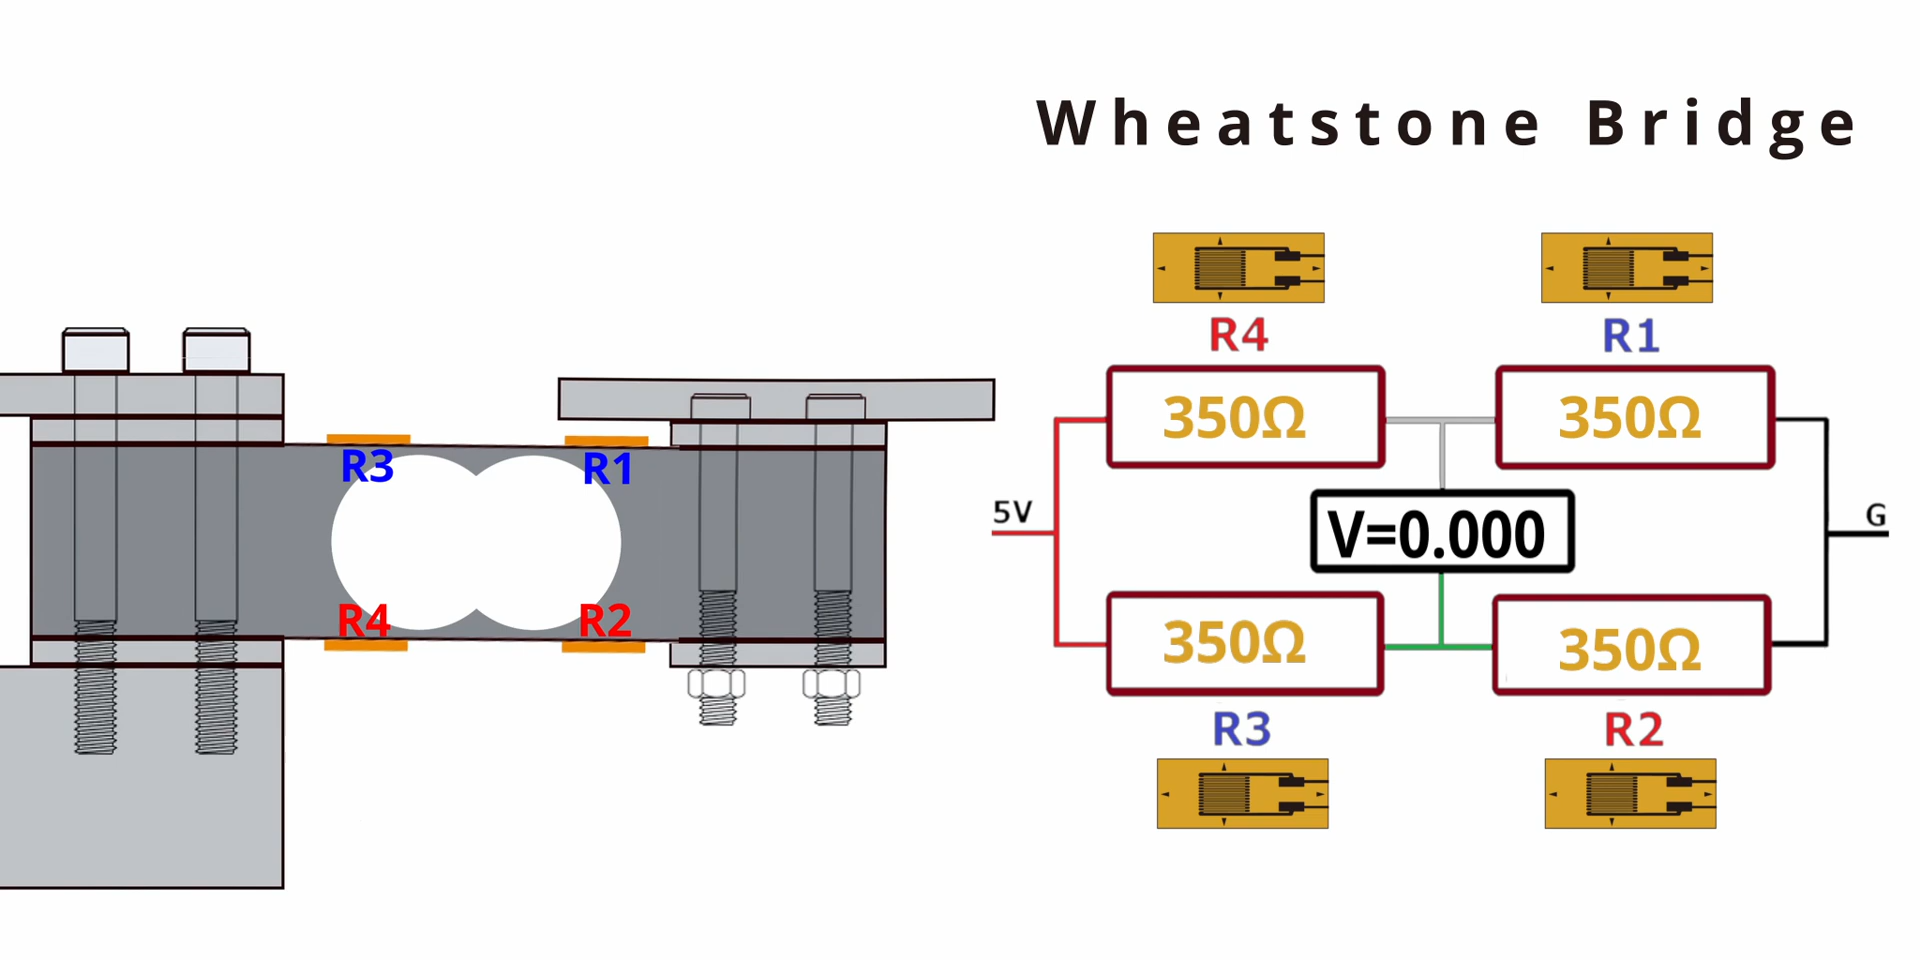 Wheatstone Bridge
R4
R1
350Ω
350Ω
R3
R1
5V
V=0.000
G
R4
R2
350Ω
350Ω
R3
R2